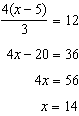 4(x − 5)/3 = 12
4x − 20 = 36
4x = 56
x = 14